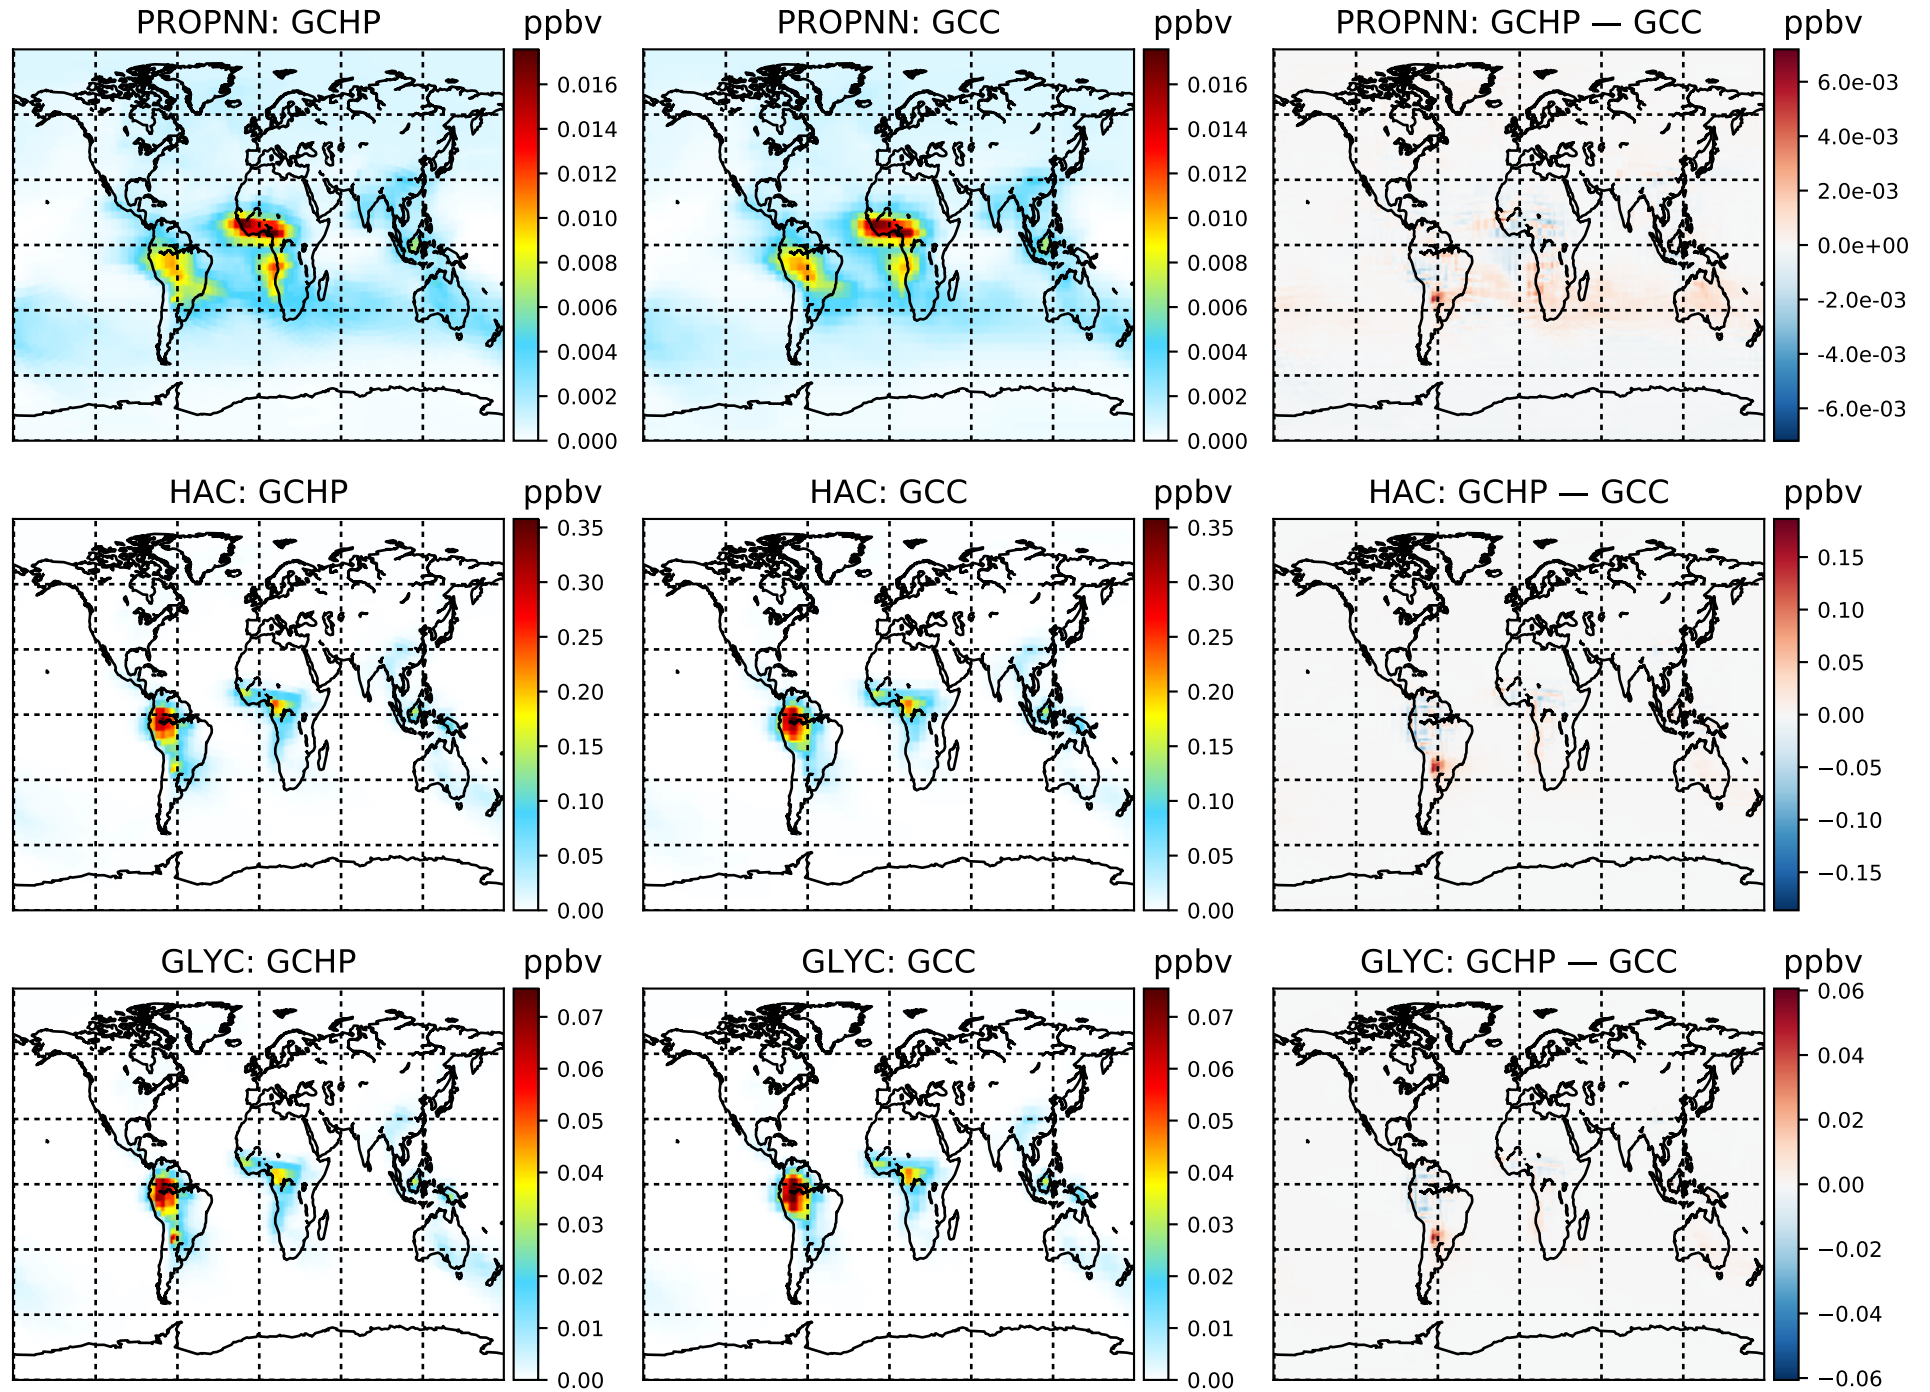 PROPNN: GCHP
ppbv
PROPNN: GCC
ppbv
PROPNN: GCHP — GCC
ppbv
0.016
0.014
0.012
0.010
0.008
0.006
0.004
0.002
0.000
0.016
0.014
0.012
0.010
0.008
0.006
0.004
0.002
0.000
6.0e-03
4.0e-03
2.0e-03
0.0e+00
-2.0e-03
-4.0e-03
-6.0e-03
HAC: GCHP
ppbv
HAC: GCC
ppbv
HAC: GCHP — GCC
ppbv
0.35
0.30
0.25
0.20
0.15
0.10
0.05
0.00
0.35
0.30
0.25
0.20
0.15
0.10
0.05
0.00
0.15
0.10
0.05
0.00
−0.05
−0.10
−0.15
GLYC: GCHP
ppbv
GLYC: GCC
ppbv
GLYC: GCHP — GCC
ppbv
0.07
0.06
0.05
0.04
0.03
0.02
0.01
0.00
0.07
0.06
0.05
0.04
0.03
0.02
0.01
0.00
0.06
0.04
0.02
0.00
−0.02
−0.04
−0.06